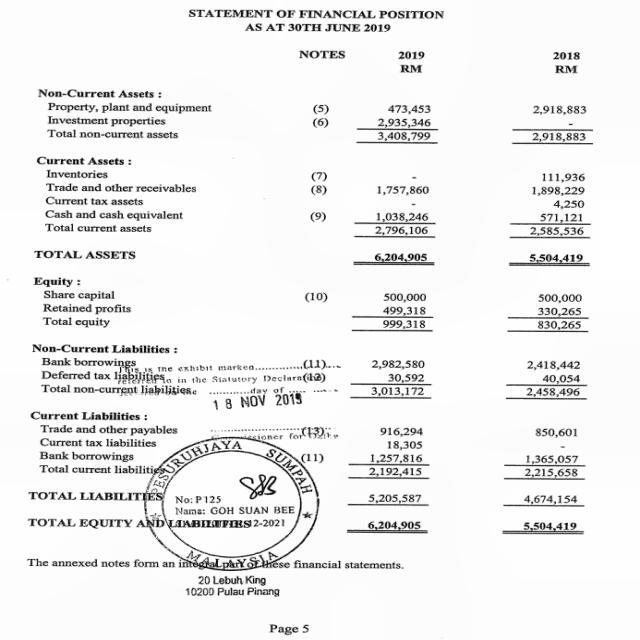 STATEMENT OF FINANCIAL POSITION
AS AT 30TH JUNE 2019
NOTES 2019 2018
RM RM
Non-Current Assets :
Property, plant and equipment (5) 473,453 2,918,883
Investment properties (6) 2,935,346 -
Total non-current assets 3,408,799 2,918,883
Current Assets :
Inventories (7) - 111,936
Trade and other receivables (8) 1,757,860 1,898,229
Current tax assets - 4,250
Cash and cash equivalent (9) 1,038,246 571,121
Total current assets 2,796,106 2,585,536
TOTAL ASSETS 6,204,905 5,504,419
Equity :
Share capital (10) 500,000 500,000
Retained profits 499,318 330,265
Total equity 999,318 830,265
Non-Current Liabilities :
Bank borrowings (11) 2,982,580 2,418,442
This is the exhibit marked
Deferred tax liabilities (12) 30,592 40,054
referred to in the Statutory Declaration
Total non-current liabilities 3,013,172 2,458,496
the day of
18 NOV 2019
Current Liabilities :
Trade and other payables (13) 916,294 850,601
Current tax liabilities 18,305 -
Bank borrowings (11) 1,257,816 1,365,057
Total current liabilities 2,192,415 2,215,658
TOTAL LIABILITIES 5,205,587 4,674,154
TOTAL EQUITY AND LIABILITIES 6,204,905 5,504,419
PESURUHJAYA SUMPAH
No: P125
Nama: GOH SUAN BEE
MALAYSIA
The annexed notes form an integral part of these financial statements.
20 Lebuh King
10200 Pulau Pinang
Page 5